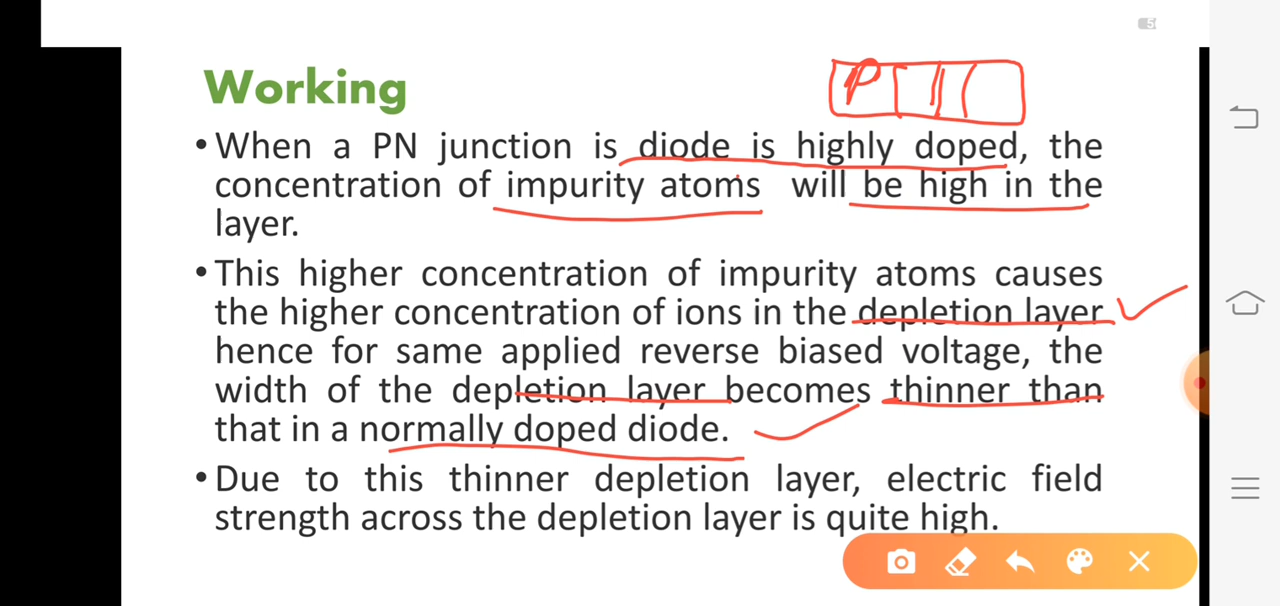 5
Working
P
•When a PN junction is diode is highly doped, the
concentration of impurity atoms will be high in the
layer.
•This higher concentration of impurity atoms causes
the higher concentration of ions in the depletion layer
hence for same applied reverse biased voltage, the
width of the depletion layer becomes thinner than
that in a normally doped diode.
•Due to this thinner depletion layer, electric field
strength across the depletion layer is quite high.